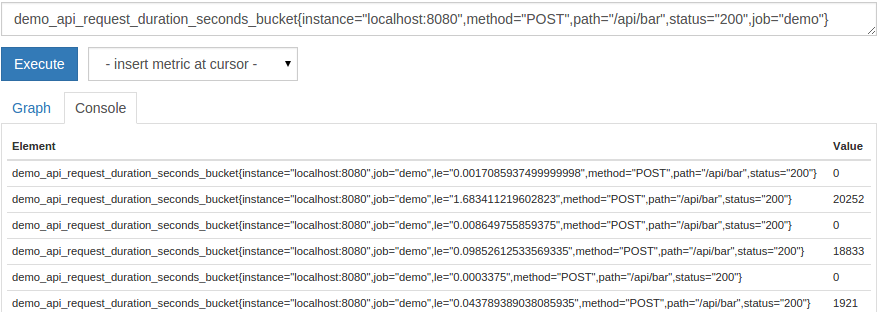 demo_api_request_duration_seconds_bucket{instance="localhost:8080",method="POST",path="/api/bar",status="200",job="demo"}
Execute - insert metric at cursor -
Graph Console
Element Value
demo_api_request_duration_seconds_bucket{instance="localhost:8080",job="demo",le="0.0017085937499999998",method="POST",path="/api/bar",status="200"} 0
demo_api_request_duration_seconds_bucket{instance="localhost:8080",job="demo",le="1.683411219602823",method="POST",path="/api/bar",status="200"} 20252
demo_api_request_duration_seconds_bucket{instance="localhost:8080",job="demo",le="0.008649755859375",method="POST",path="/api/bar",status="200"} 0
demo_api_request_duration_seconds_bucket{instance="localhost:8080",job="demo",le="0.09852612533569335",method="POST",path="/api/bar",status="200"} 18833
demo_api_request_duration_seconds_bucket{instance="localhost:8080",job="demo",le="0.0003375",method="POST",path="/api/bar",status="200"} 0
demo_api_request_duration_seconds_bucket{instance="localhost:8080",job="demo",le="0.043789389038085935",method="POST",path="/api/bar",status="200"} 1921